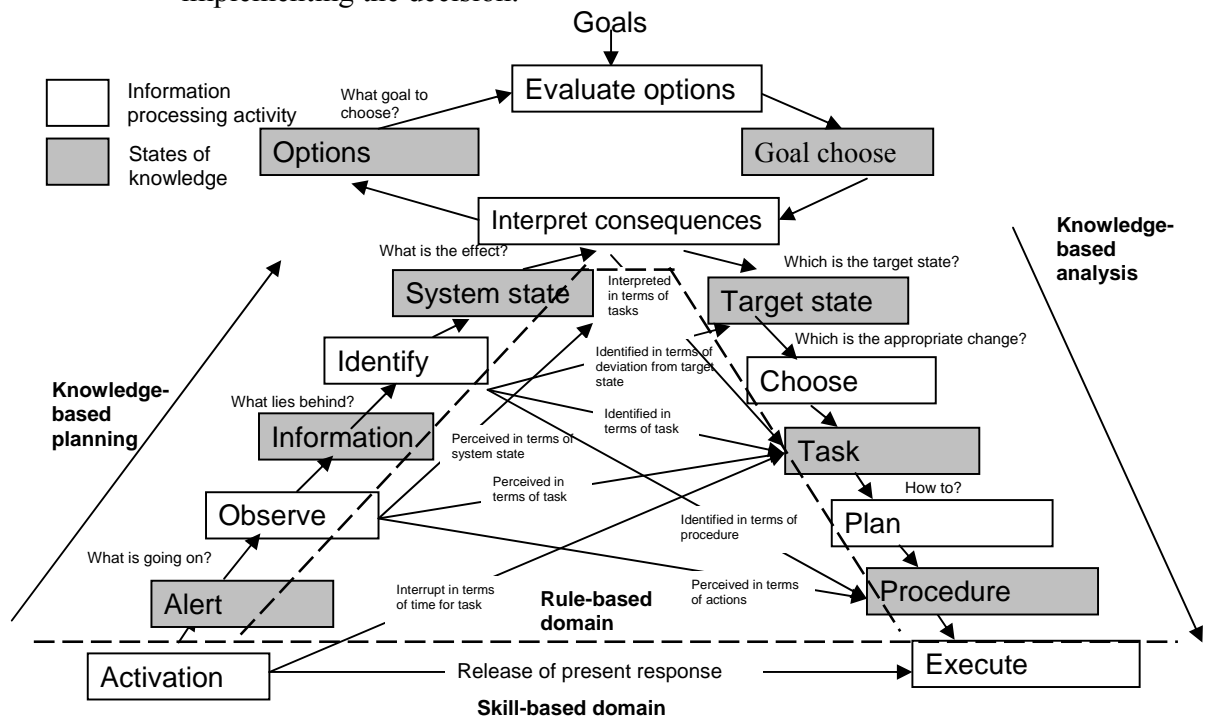 implementing the decision.
Goals
Information
processing activity
States of
knowledge
What goal to
choose?
Evaluate options
Options
Goal choose
Interpret consequences
Knowledge-
based
analysis
What is the effect?
Interpreted
in terms of
tasks
Which is the target state?
System state
Target state
Which is the appropriate change?
Identify
Identified in terms of
deviation from target
state
Choose
Knowledge-
based
planning
What lies behind?
Information
Identified
in terms of task
Perceived in terms of
system state
Task
Perceived
in terms of task
How to?
Observe
Identified in terms of
procedure
Plan
What is going on?
Alert
Interrupt in terms
of time for task
Rule-based
domain
Perceived in terms
of actions
Procedure
Activation
Release of present response
Execute
Skill-based domain